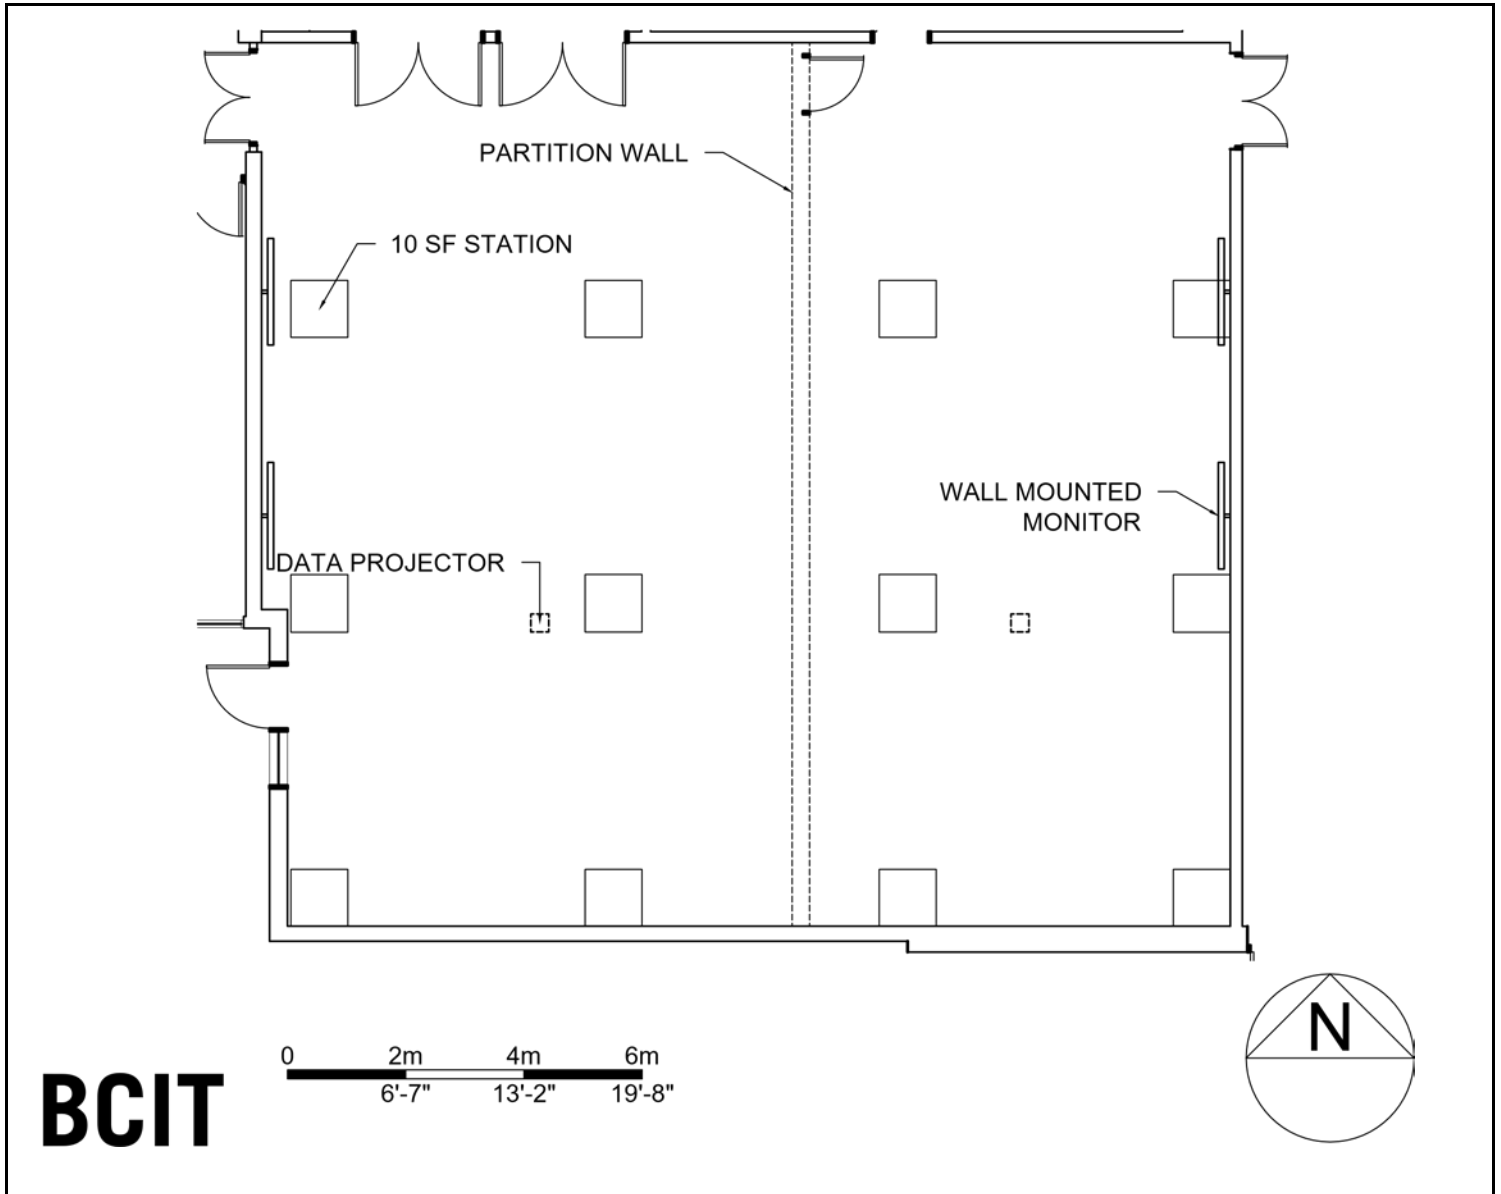 PARTITION WALL
10 SF STATION
WALL MOUNTED
MONITOR
DATA PROJECTOR
N
0 2m 4m 6m
6'-7" 13'-2" 19'-8"
BCIT